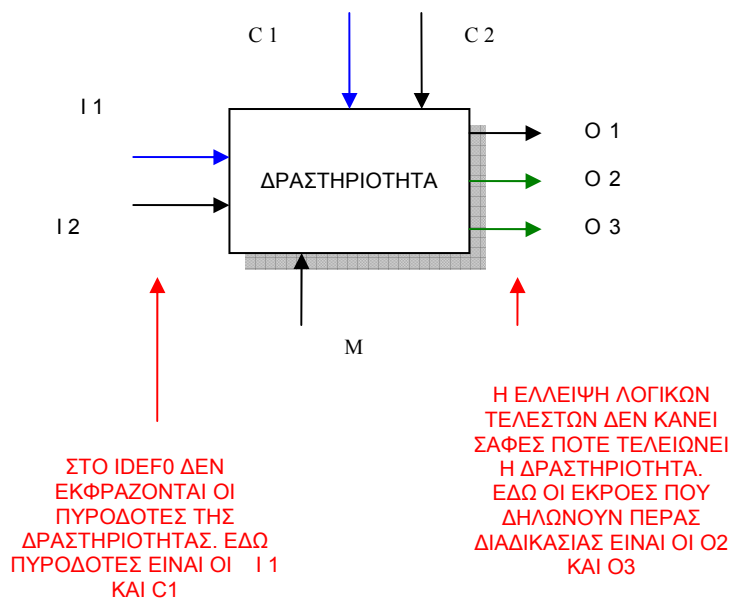 C 1
C 2
I 1
I 2
ΔΡΑΣΤΗΡΙΟΤΗΤΑ
O 1
O 2
O 3
M
ΣΤΟ IDEF0 ΔΕΝ
ΕΚΦΡΑΖΟΝΤΑΙ ΟΙ
ΠΥΡΟΔΟΤΕΣ ΤΗΣ
ΔΡΑΣΤΗΡΙΟΤΗΤΑΣ. ΕΔΩ
ΠΥΡΟΔΟΤΕΣ ΕΙΝΑΙ ΟΙ I 1
ΚΑΙ C1
Η ΕΛΛΕΙΨΗ ΛΟΓΙΚΩΝ
ΤΕΛΕΣΤΩΝ ΔΕΝ ΚΑΝΕΙ
ΣΑΦΕΣ ΠΟΤΕ ΤΕΛΕΙΩΝΕΙ
Η ΔΡΑΣΤΗΡΙΟΤΗΤΑ.
ΕΔΩ ΟΙ ΕΚΡΟΕΣ ΠΟΥ
ΔΗΛΩΝΟΥΝ ΠΕΡΑΣ
ΔΙΑΔΙΚΑΣΙΑΣ ΕΙΝΑΙ ΟΙ O2
ΚΑΙ O3